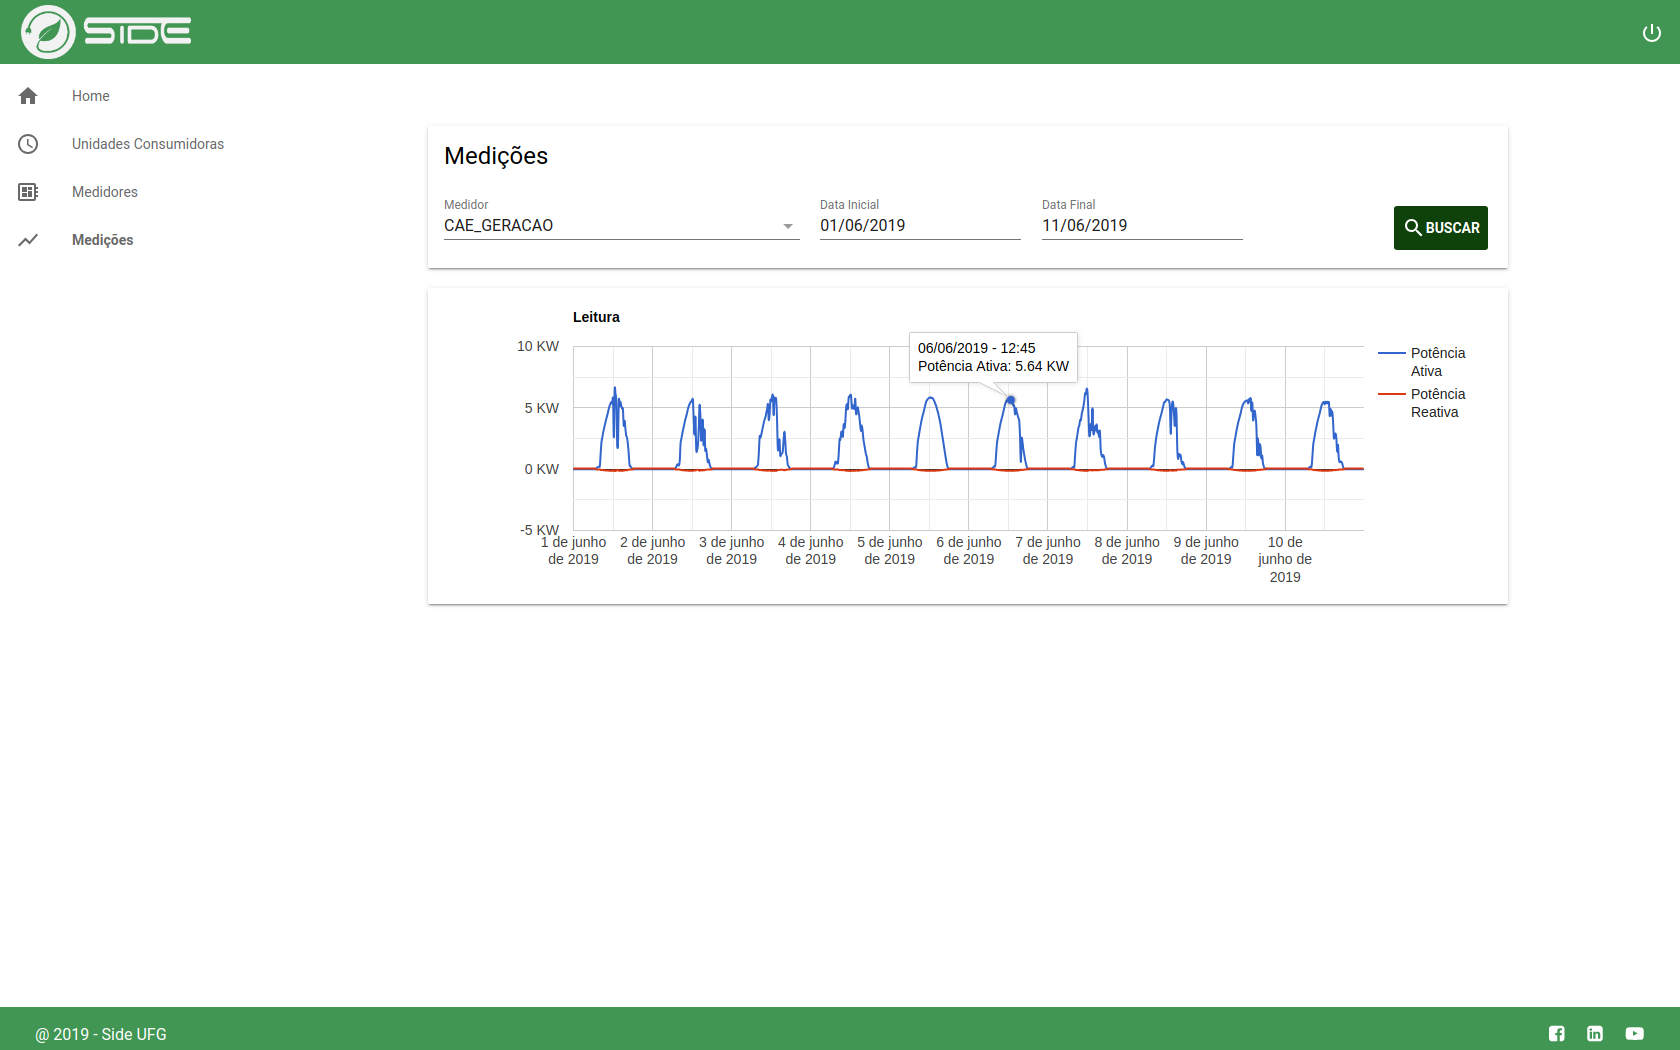 SIDE
Home
Unidades Consumidoras
Medidores
Medições
Medições
Medidor
CAE_GERACAO
Data Inicial
01/06/2019
Data Final
11/06/2019
BUSCAR
Leitura
06/06/2019 - 12:45
Potência Ativa: 5.64 KW
10 KW
5 KW
0 KW
-5 KW
1 de junho
de 2019
2 de junho
de 2019
3 de junho
de 2019
4 de junho
de 2019
5 de junho
de 2019
6 de junho
de 2019
7 de junho
de 2019
8 de junho
de 2019
9 de junho
de 2019
10 de
junho de
2019
Potência
Ativa
Potência
Reativa
@ 2019 - Side UFG